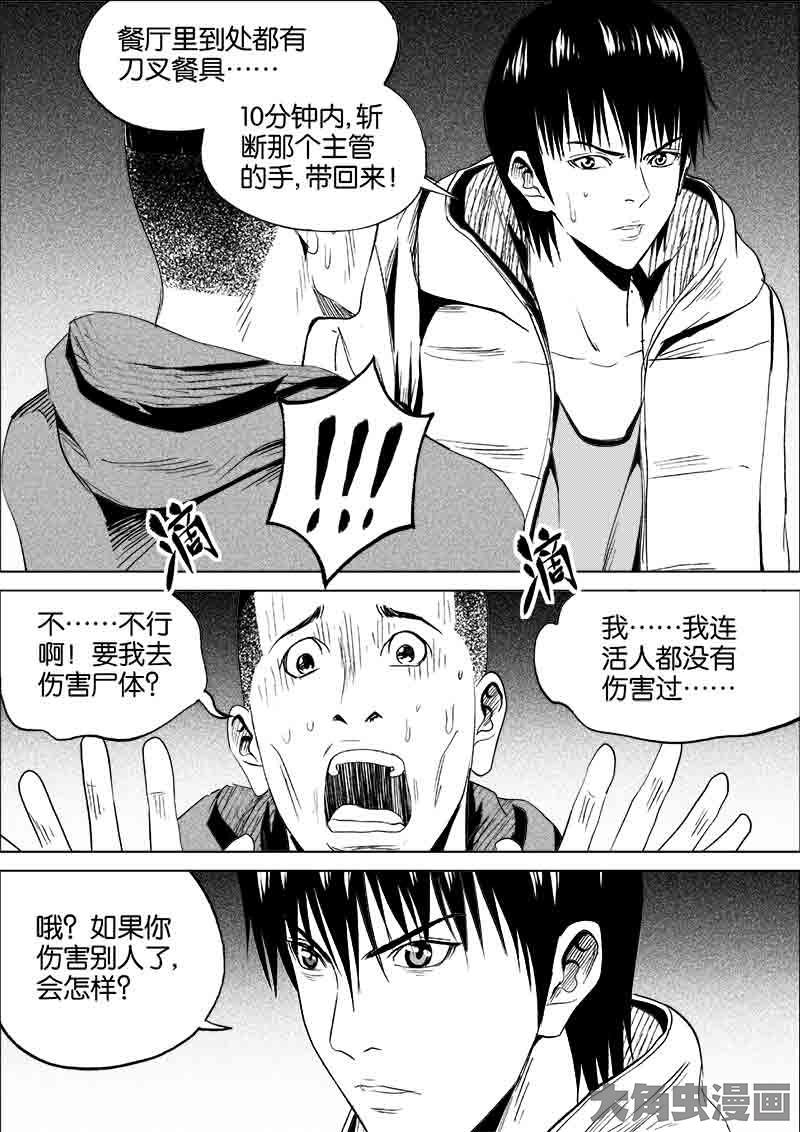 餐厅里到处都有
刀叉餐具……
10分钟内,斩
断那个主管
的手,带回来!
!!!
滴
滴
不……不行
啊!要我去
伤害尸体?
我……我连
活人都没有
伤害过……
哦?如果你
伤害别人了,
会怎样?
大角虫漫画